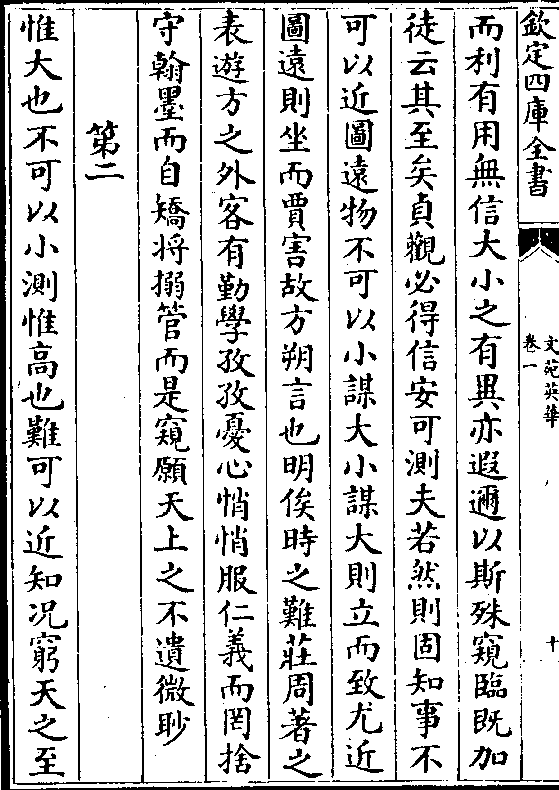 欽定四庫全書
文苑英華
卷一
十
而利有用無信大小之有異亦遐邇以斯殊窺臨既加
徒云其至矣貞觀必得信安可測夫若然則固知事不
可以近圖遠物不可以小謀大小謀大則立而致尤近
圖遠則坐而賈害故方朔言也明俟時之難莊周著之
表遊方之外客有勤學孜孜憂心悄悄服仁義而罔捨
守翰墨而自矯將搦管而是窺願天上之不遺微眇
第二
惟大也不可以小測惟高也難可以近知况窮天之至